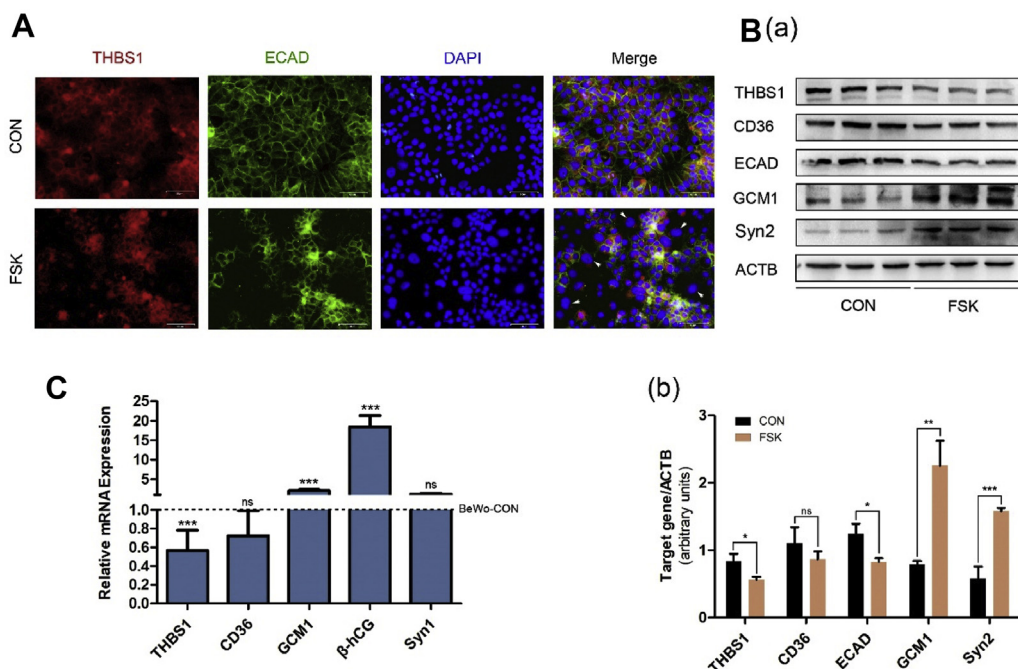 A
THBS1 ECAD DAPI Merge
CON
FSK
B (a)
THBS1
CD36
ECAD
GCM1
Syn2
ACTB
CON FSK
C
Relative mRNA Expression
25
20
15
10
5
1.0
0.8
0.6
0.4
0.2
0.0
*** ns *** *** ns
BeWo-CON
THBS1 CD36 GCM1 β-hCG Syn1
(b)
Target gene/ACTB
(arbitrary units)
3
2
1
0
CON
FSK
* ns * ** ***
THBS1 CD36 ECAD GCM1 Syn2